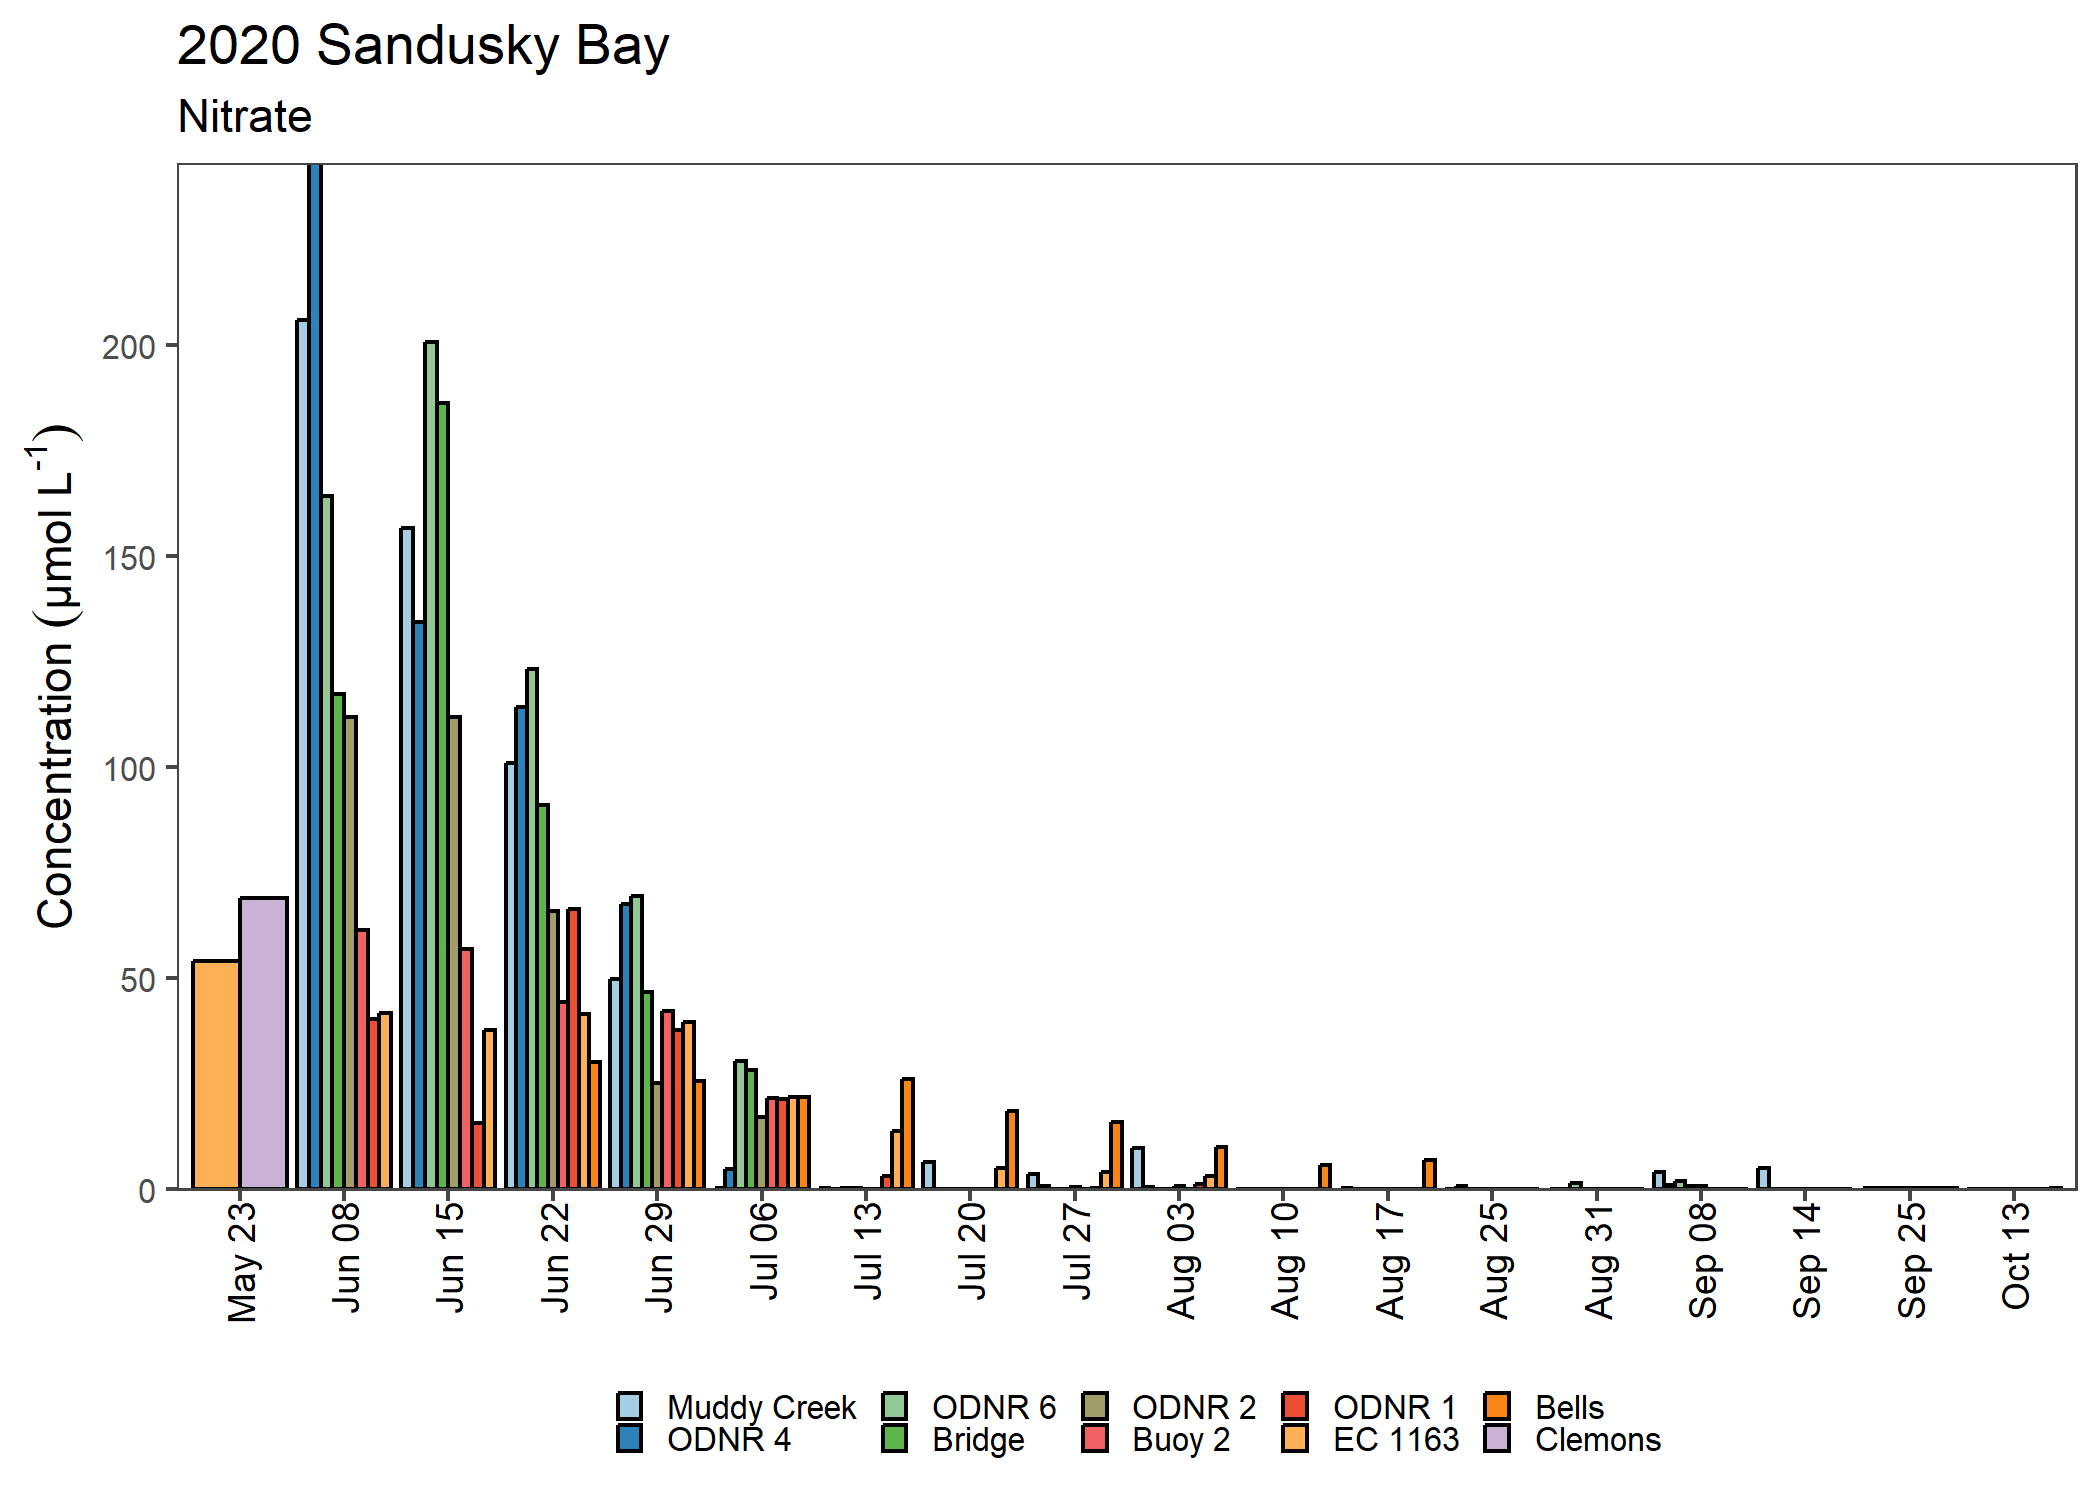 2020 Sandusky Bay
Nitrate
Concentration (µmol L⁻¹)
200
150
100
50
0
May 23
Jun 08
Jun 15
Jun 22
Jun 29
Jul 06
Jul 13
Jul 20
Jul 27
Aug 03
Aug 10
Aug 17
Aug 25
Aug 31
Sep 08
Sep 14
Sep 25
Oct 13
Muddy Creek ODNR 6 ODNR 2 ODNR 1 Bells
ODNR 4 Bridge Buoy 2 EC 1163 Clemons